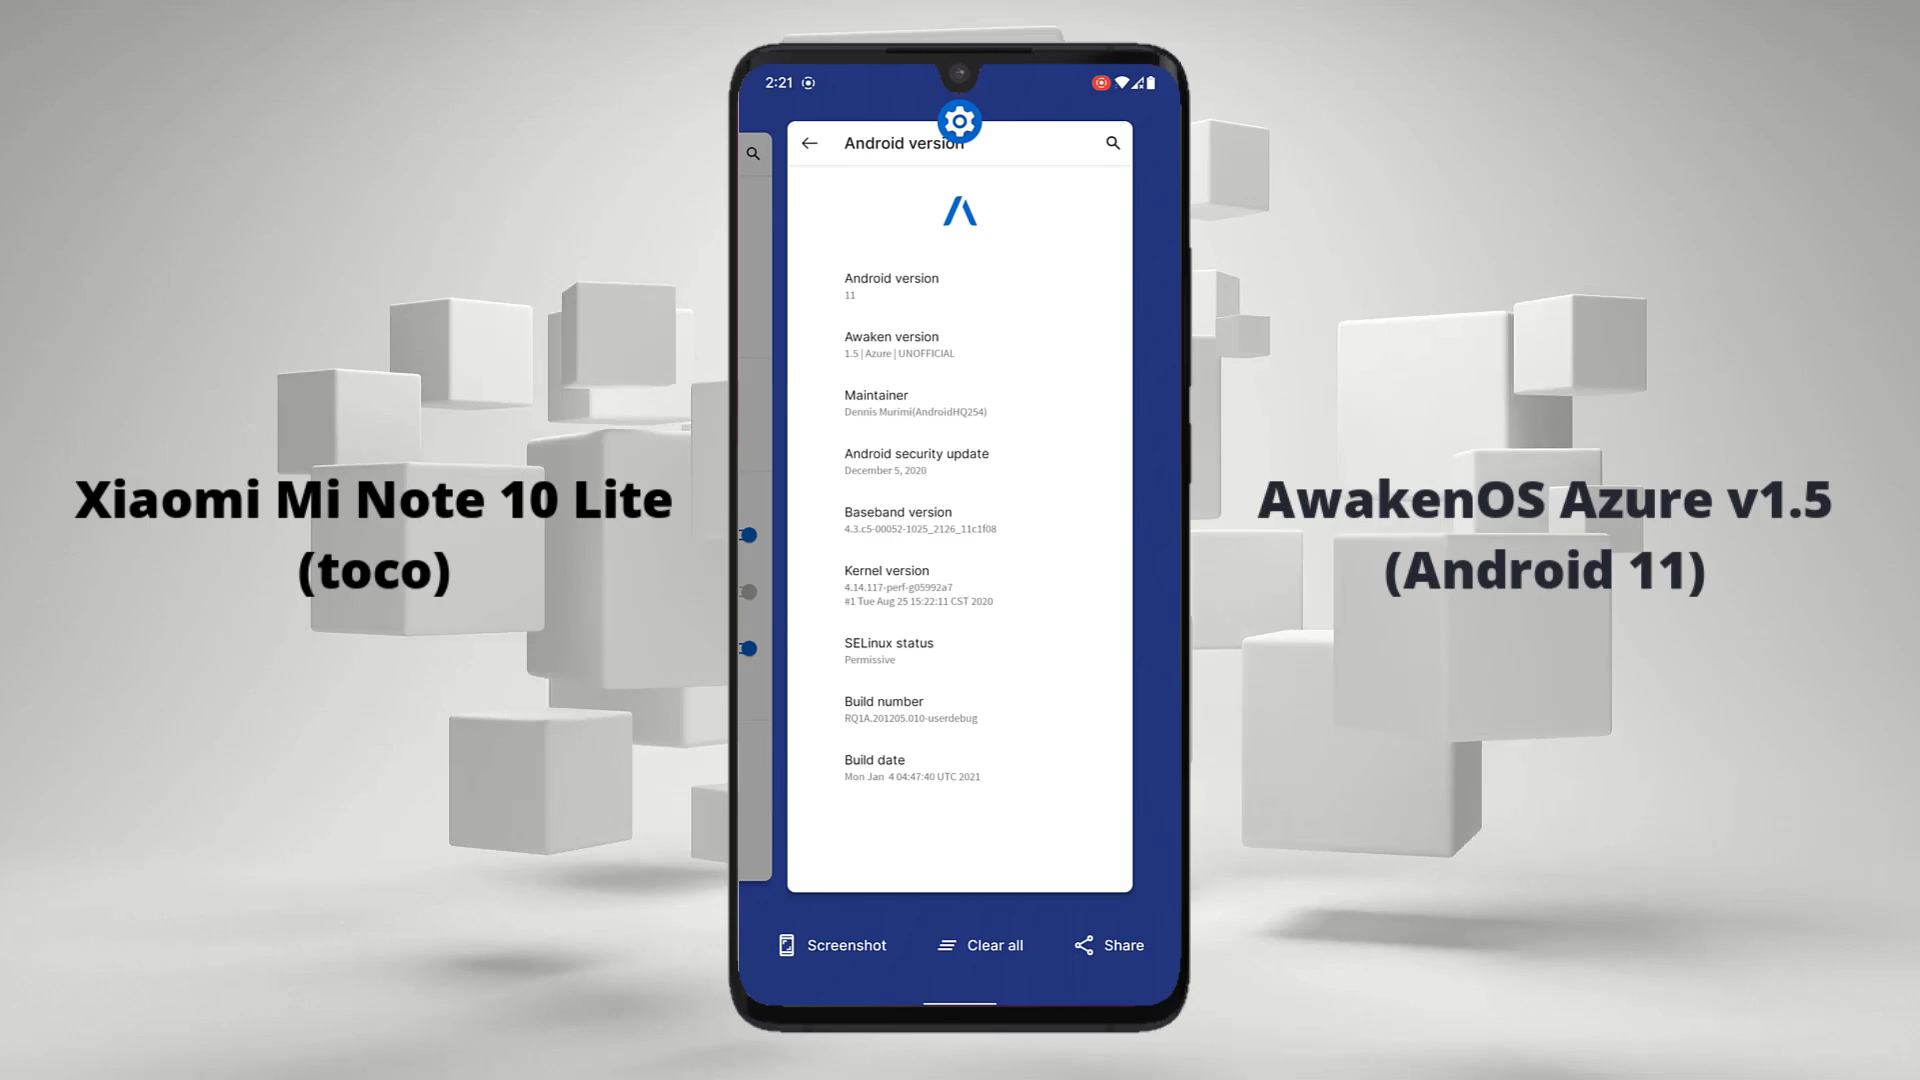 2:21
Android version
Android version
11
Awaken version
1.5 | Azure | UNOFFICIAL
Maintainer
Dennis Murimi(AndroidHQ254)
Android security update
December 5, 2020
Baseband version
4.3.c5-00052-1025_2126_11c1f08
Kernel version
4.14.117-perf-g05992a7
#1 Tue Aug 25 15:22:11 CST 2020
SELinux status
Permissive
Build number
RQ1A.201205.010-userdebug
Build date
Mon Jan 4 04:47:40 UTC 2021
Screenshot
Clear all
Share
Xiaomi Mi Note 10 Lite
(toco)
AwakenOS Azure v1.5
(Android 11)